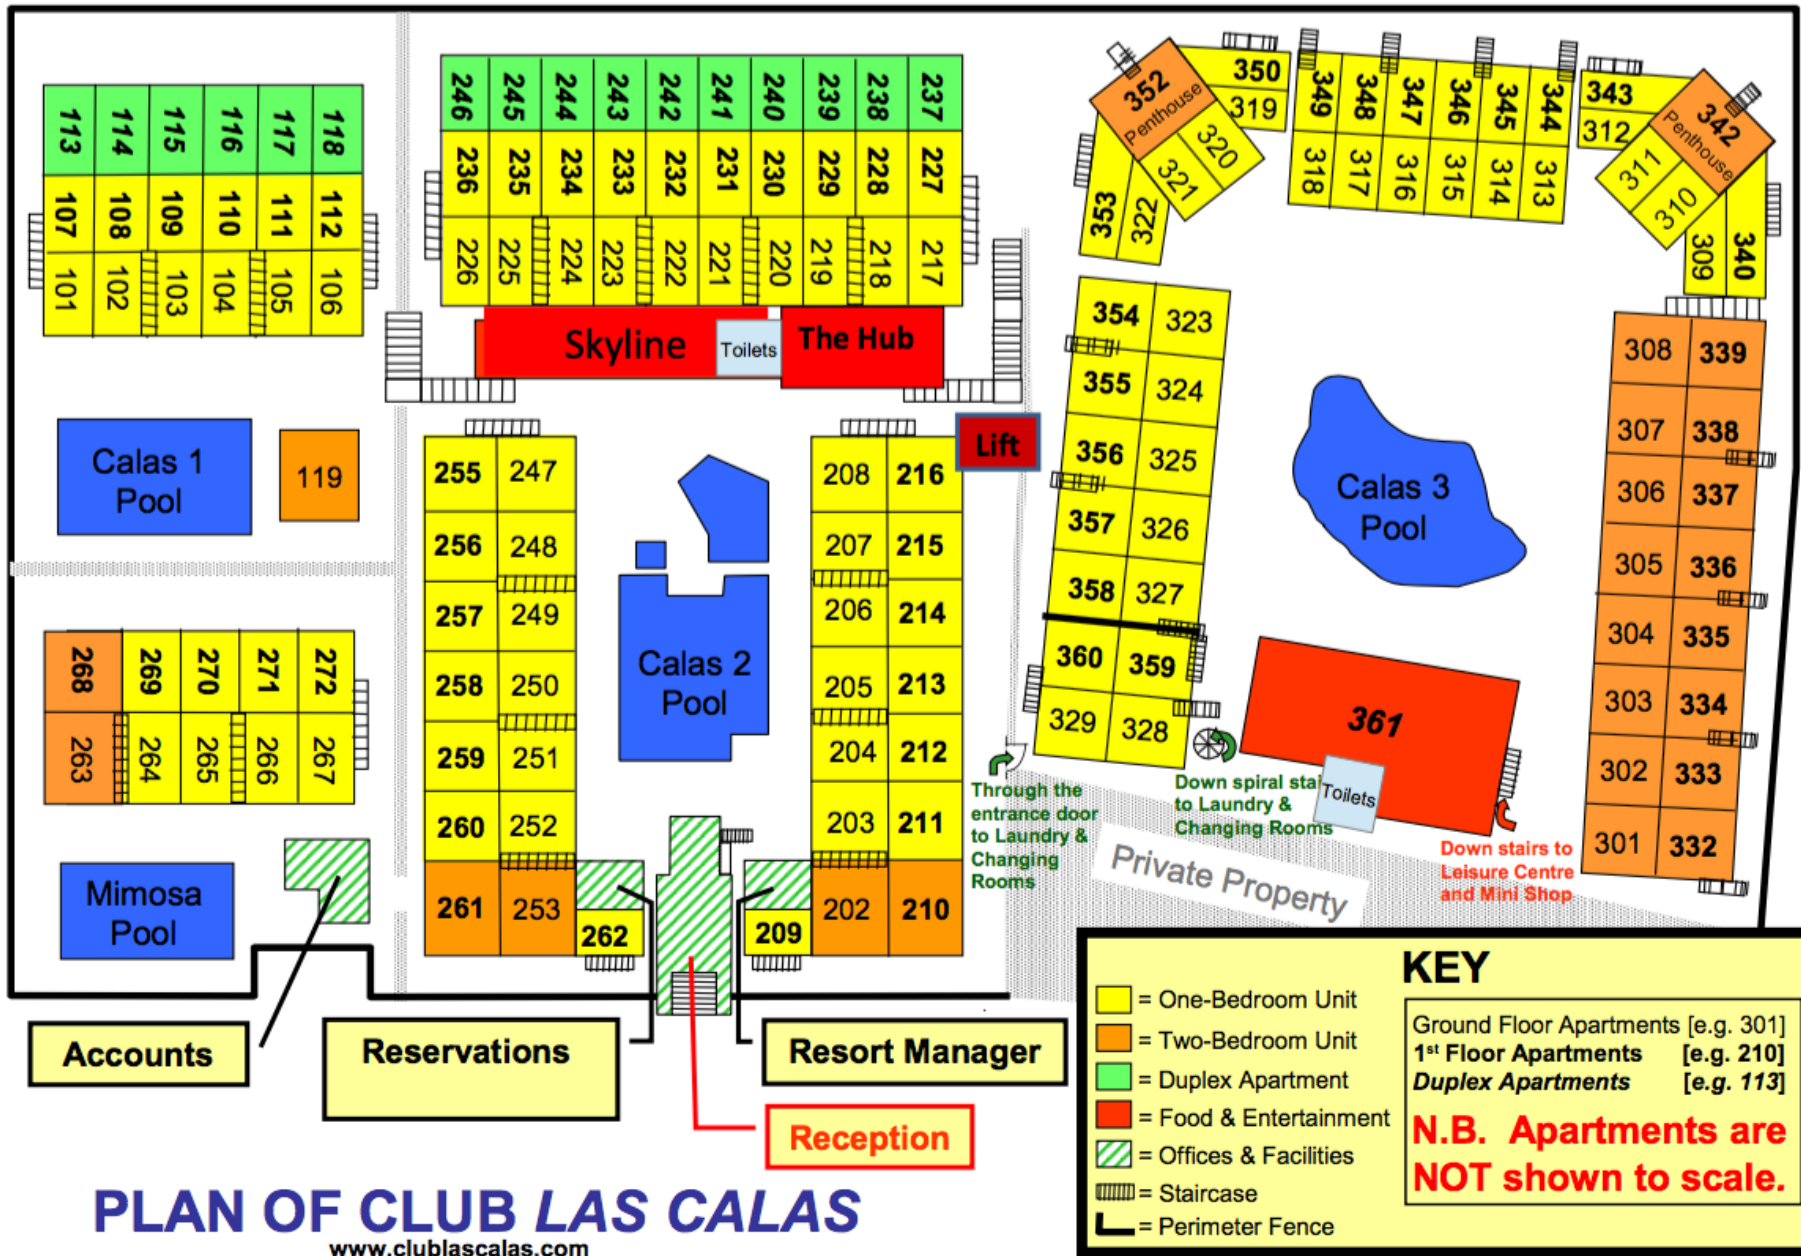 113 114 115 116 117 118
107 108 109 110 111 112
101 102 103 104 105 106
246 245 244 243 242 241 240 239 238 237
236 235 234 233 232 231 230 229 228 227
226 225 224 223 222 221 220 219 218 217
Skyline
Toilets
The Hub
Lift
Calas 1
Pool
119
268 269 270 271 272
263 264 265 266 267
Mimosa
Pool
255 247
256 248
257 249
258 250
259 251
260 252
261 253
262
Calas 2
Pool
208 216
207 215
206 214
205 213
204 212
203 211
202 210
209
352
Penthouse
350
319
320
321
353
322
349 348 347 346 345 344
318 317 316 315 314 313
343
312
342
Penthouse
311
310
309
340
354 323
355 324
356 325
357 326
358 327
360 359
329 328
Calas 3
Pool
308 339
307 338
306 337
305 336
304 335
303 334
302 333
301 332
361
Toilets
Through the
entrance door
to Laundry &
Changing
Rooms
Down spiral stai
to Laundry &
Changing Rooms
Down stairs to
Leisure Centre
and Mini Shop
Private Property
Accounts
Reservations
Resort Manager
Reception
KEY
= One-Bedroom Unit
= Two-Bedroom Unit
= Duplex Apartment
= Food & Entertainment
= Offices & Facilities
= Staircase
= Perimeter Fence
Ground Floor Apartments [e.g. 301]
1st Floor Apartments [e.g. 210]
Duplex Apartments [e.g. 113]
N.B. Apartments are
NOT shown to scale.
PLAN OF CLUB LAS CALAS
www.clublascalas.com